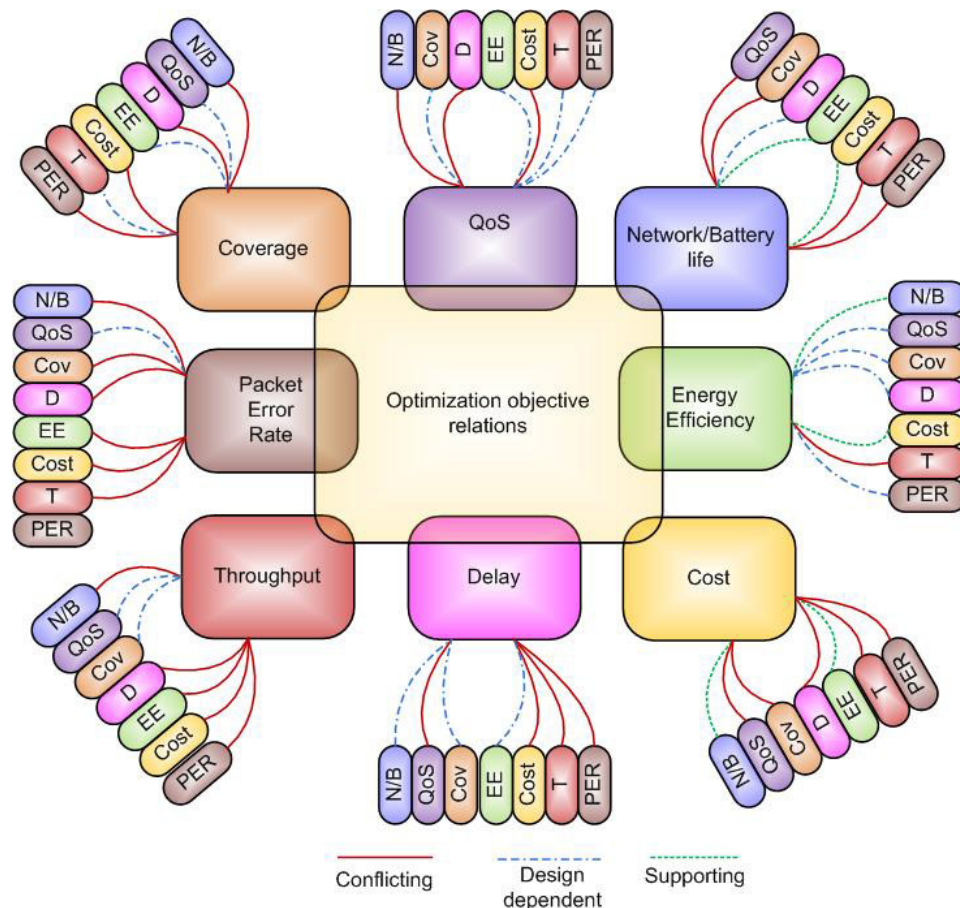 N/B
QoS
D
EE
Cost
T
PER
N/B
Cov
D
EE
Cost
T
PER
QoS
Cov
D
EE
Cost
T
PER
Coverage
QoS
Network/Battery
life
N/B
QoS
Cov
D
EE
Cost
T
PER
Packet
Error
Rate
Optimization objective
relations
Energy
Efficiency
N/B
QoS
Cov
D
Cost
T
PER
Throughput
Delay
Cost
N/B
QoS
Cov
D
EE
Cost
PER
N/B
QoS
Cov
EE
Cost
T
PER
N/B
QoS
Cov
D
EE
T
PER
Conflicting
Design
dependent
Supporting